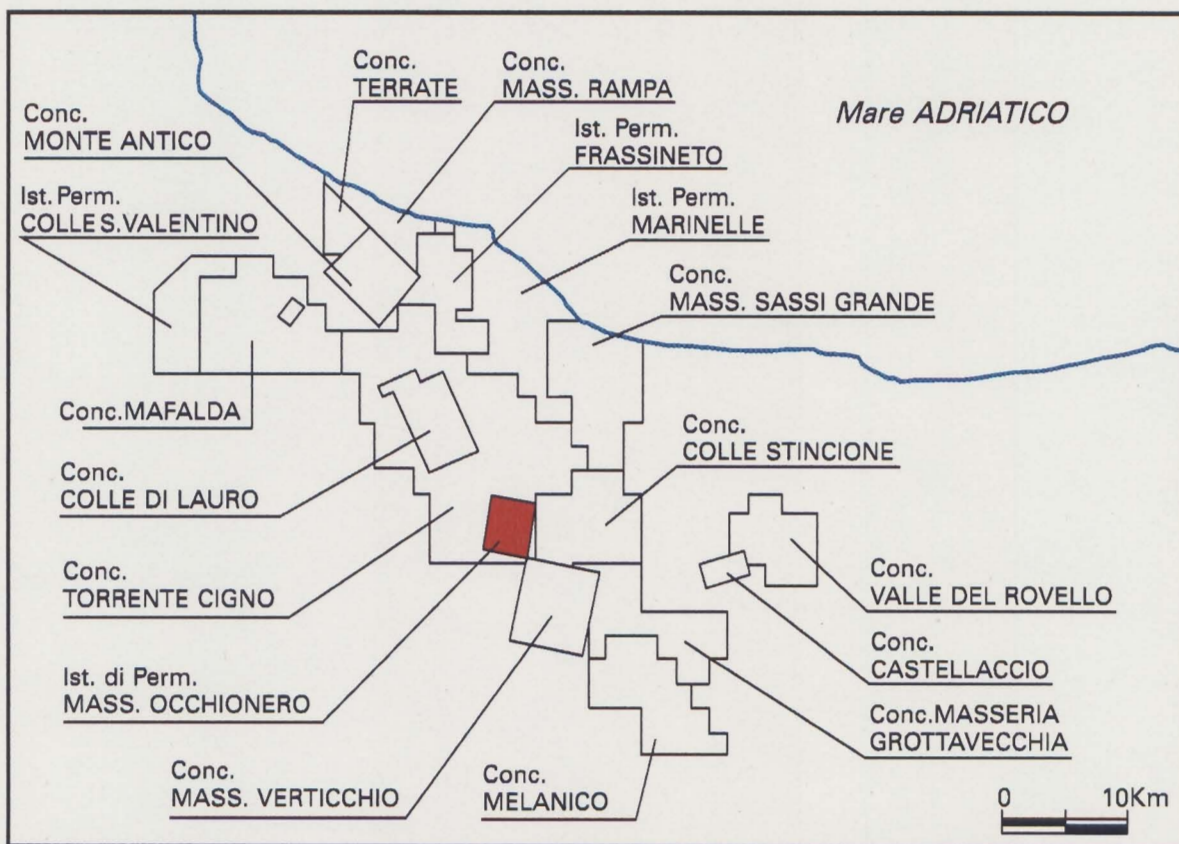 Conc.
TERRATE
Conc.
MASS. RAMPA
Mare ADRIATICO
Conc.
MONTE ANTICO
Ist. Perm.
FRASSINETO
Ist. Perm.
COLLE S.VALENTINO
Ist. Perm.
MARINELLE
Conc.
MASS. SASSI GRANDE
Conc.MAFALDA
Conc.
COLLE STINCIONE
Conc.
COLLE DI LAURO
Conc.
TORRENTE CIGNO
Conc.
VALLE DEL ROVELLO
Conc.
CASTELLACCIO
Ist. di Perm.
MASS. OCCHIONERO
Conc.MASSERIA
GROTTAVECCHIA
Conc.
MASS. VERTICCHIO
Conc.
MELANICO
0 10Km